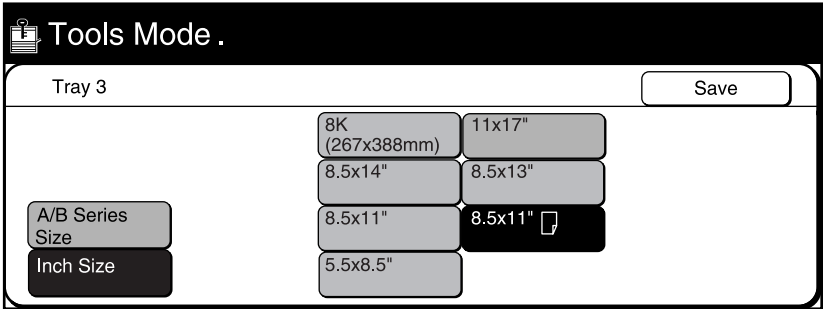 Tools Mode.
Tray 3
Save
8K
(267x388mm)
11x17"
8.5x14"
8.5x13"
A/B Series
Size
8.5x11"
8.5x11"
Inch Size
5.5x8.5"